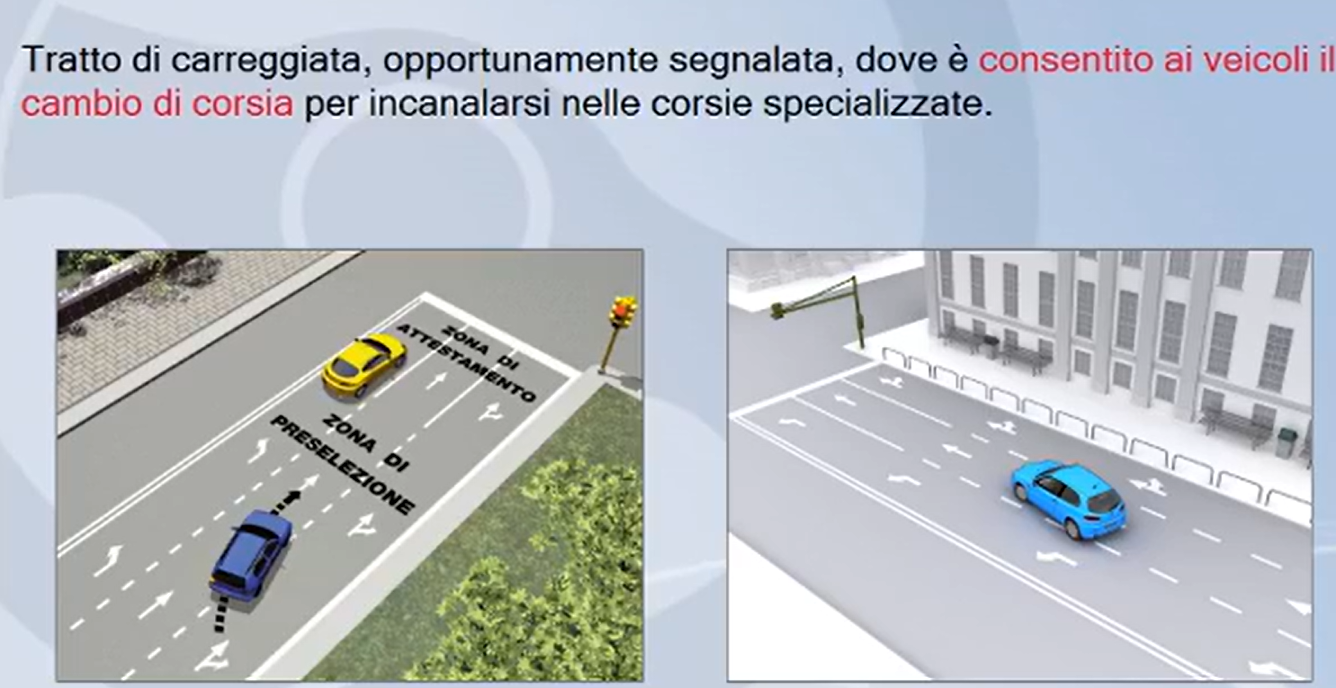 Tratto di carreggiata, opportunamente segnalata, dove è consentito ai veicoli il
cambio di corsia per incanalarsi nelle corsie specializzate.
ZONA DI
ATTESTAMENTO
ZONA DI
PRESELEZIONE